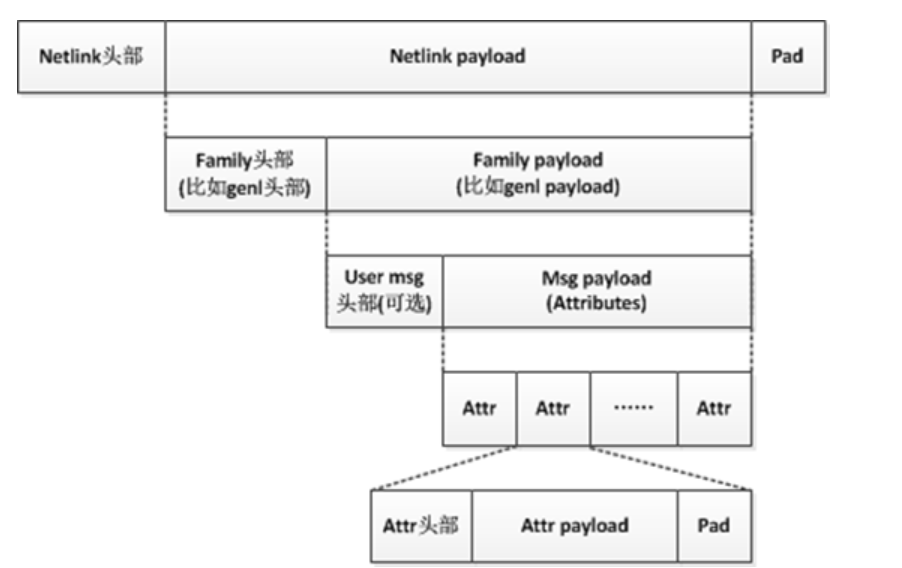 Netlink头部
Netlink payload
Pad
Family头部
(比如genl头部)
Family payload
(比如genl payload)
User msg
头部(可选)
Msg payload
(Attributes)
Attr
Attr
……
Attr
Attr头部
Attr payload
Pad